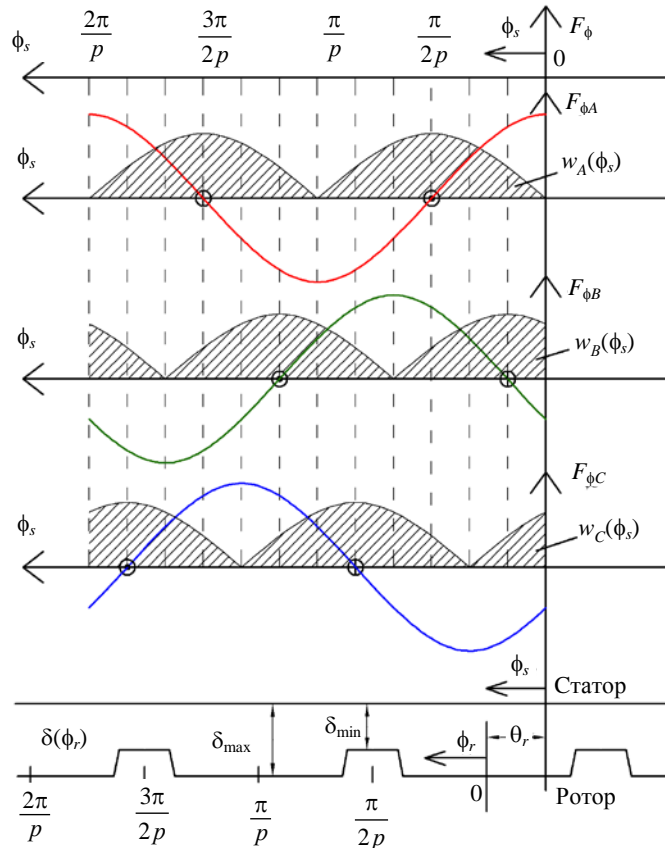 2π/p 3π/2p π/p π/2p
ϕs ϕs Fϕ
0
FϕA
ϕs wA(ϕs)
FϕB
ϕs wB(ϕs)
FϕC
ϕs wC(ϕs)
ϕs Статор
δ(ϕr) δmax δmin ϕr θr
0 Ротор
2π/p 3π/2p π/p π/2p